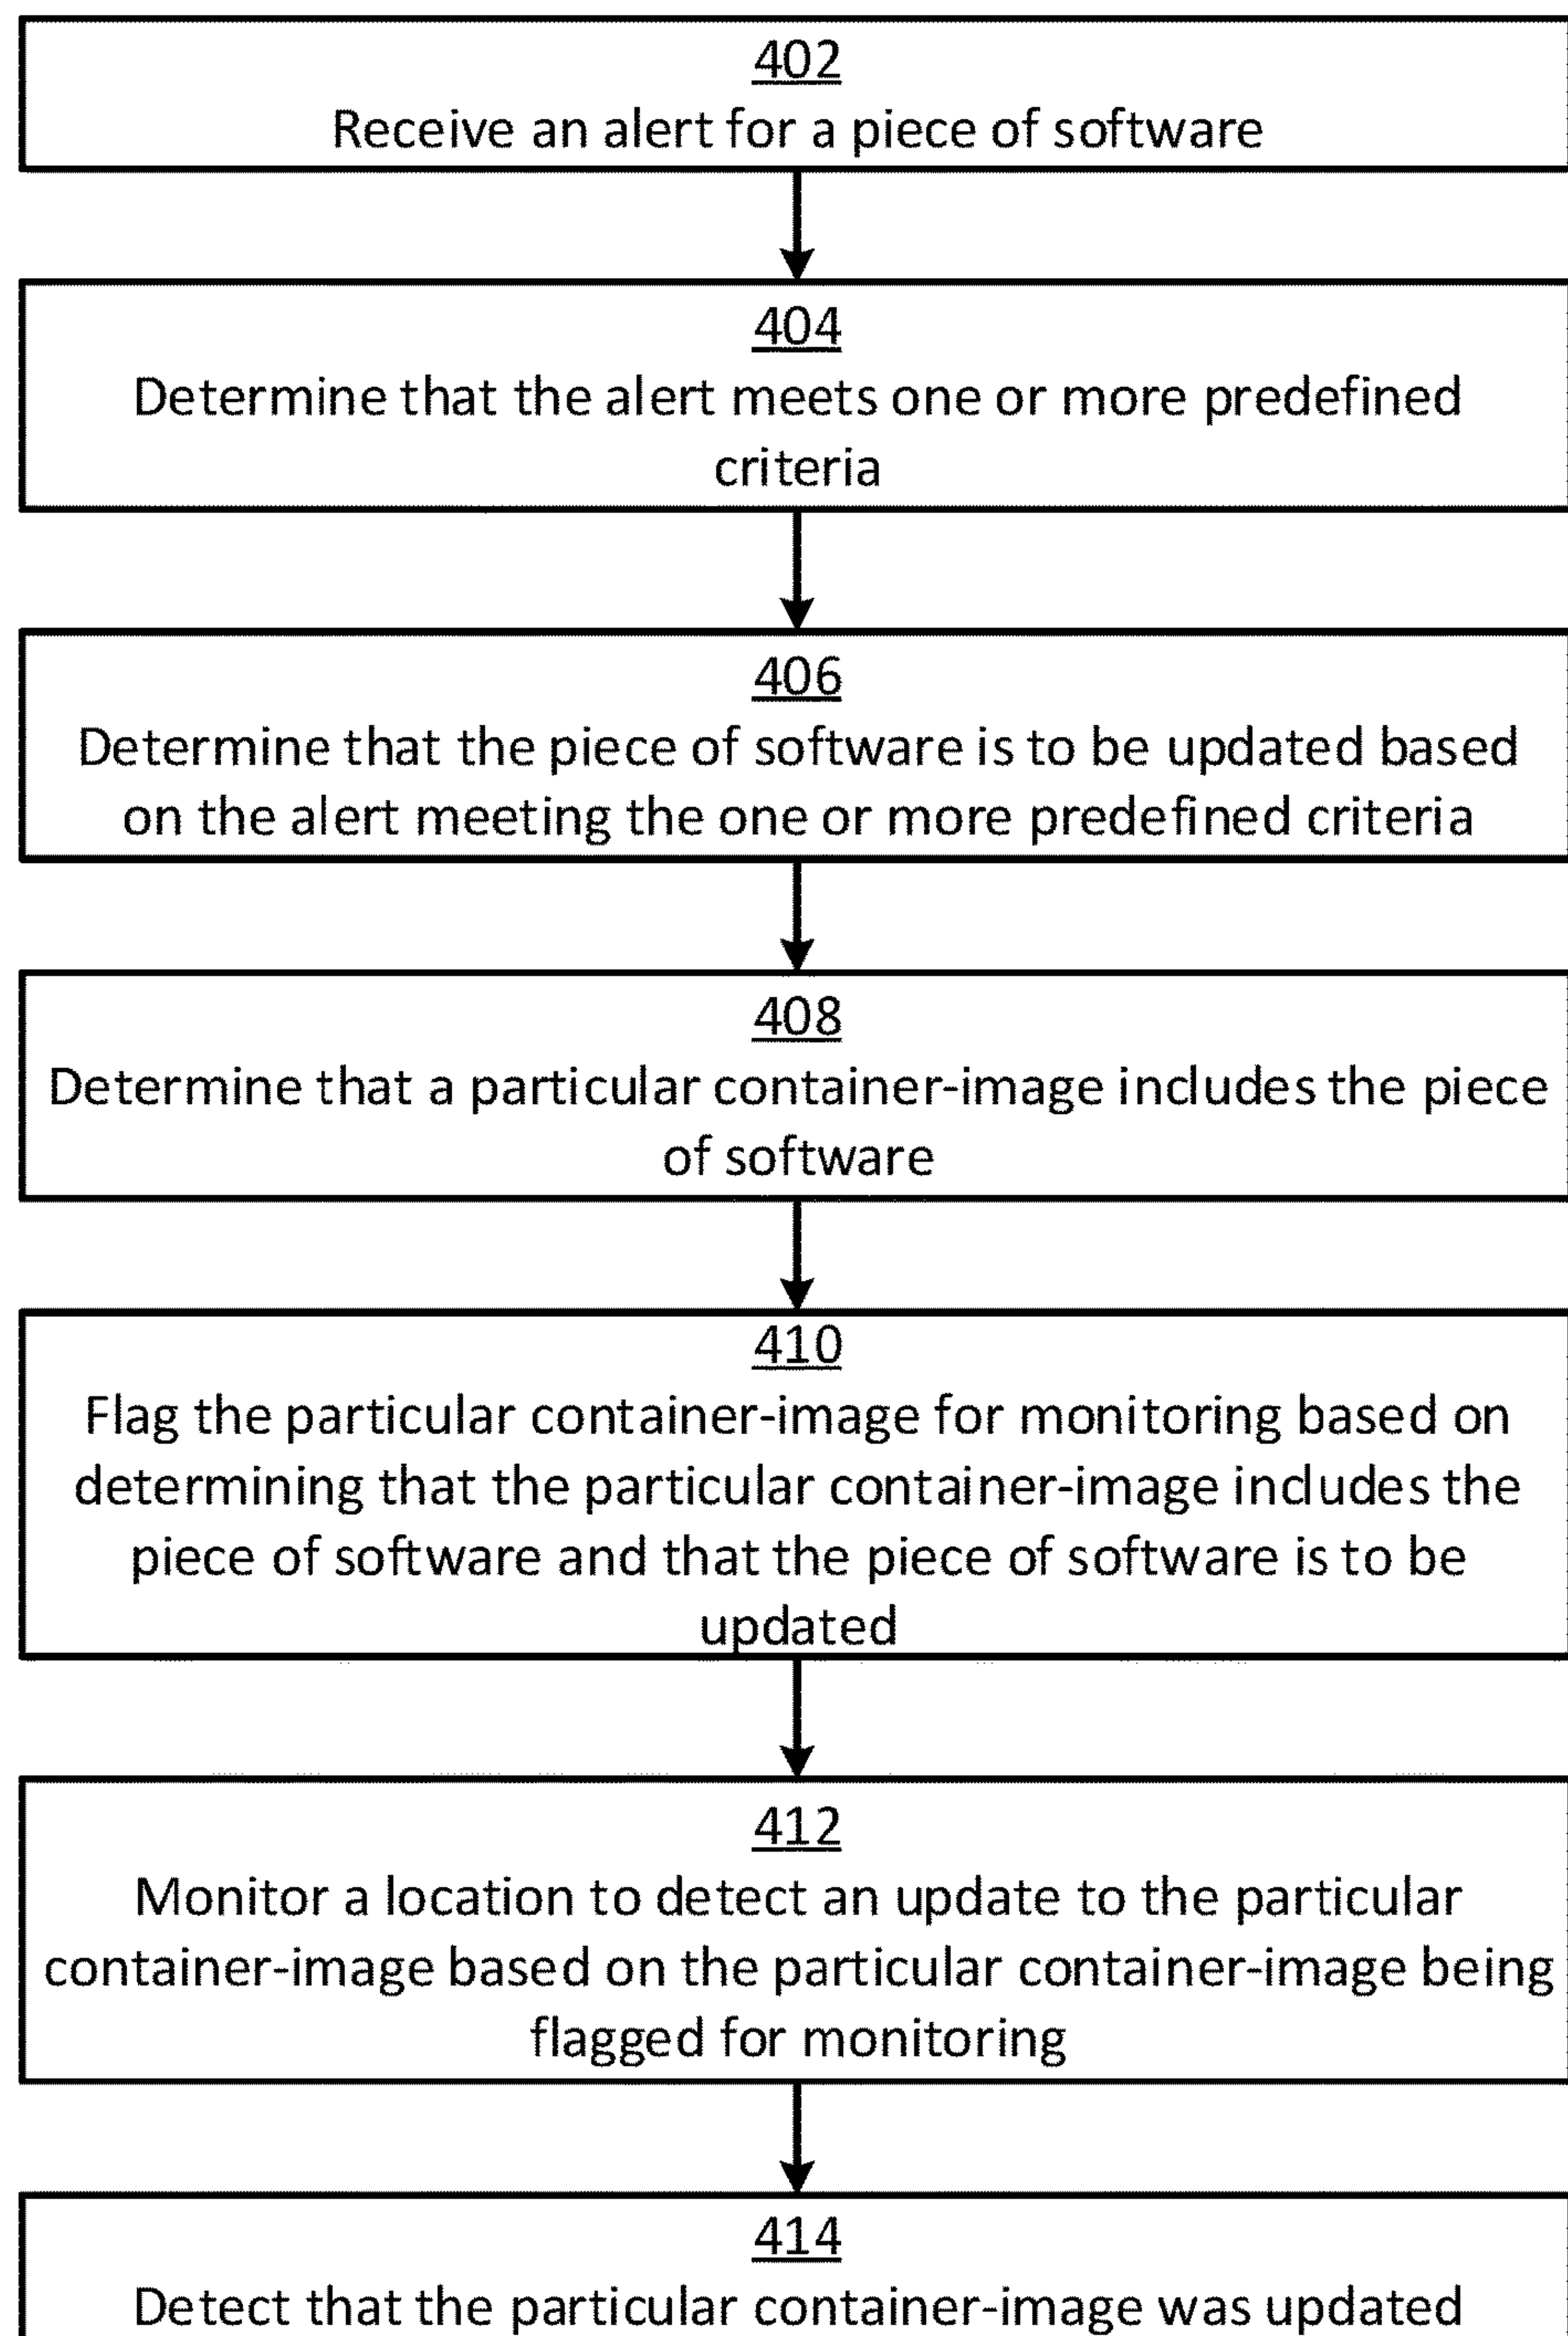 402
Receive an alert for a piece of software
404
Determine that the alert meets one or more predefined
criteria
406
Determine that the piece of software is to be updated based
on the alert meeting the one or more predefined criteria
408
Determine that a particular container-image includes the piece
of software
410
Flag the particular container-image for monitoring based on
determining that the particular container-image includes the
piece of software and that the piece of software is to be
updated
412
Monitor a location to detect an update to the particular
container-image based on the particular container-image being
flagged for monitoring
414
Detect that the particular container-image was updated